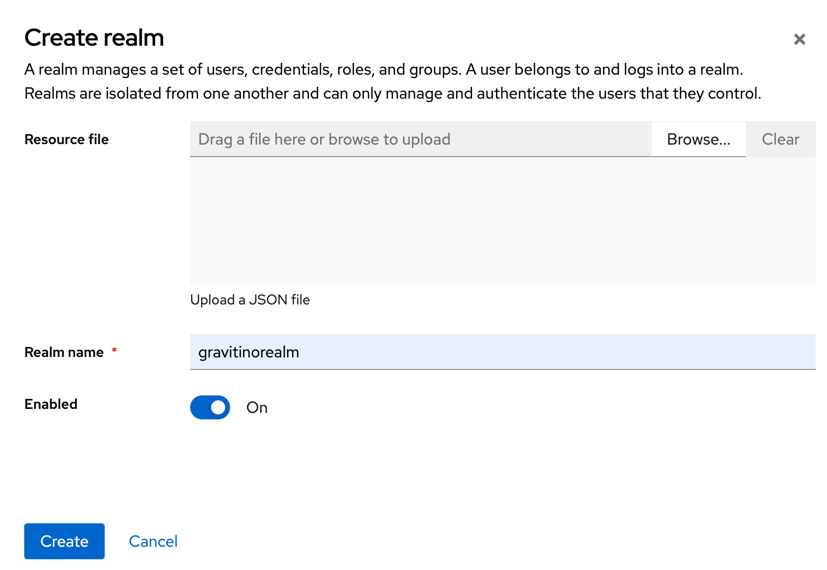 Create realm
A realm manages a set of users, credentials, roles, and groups. A user belongs to and logs into a realm.
Realms are isolated from one another and can only manage and authenticate the users that they control.
Resource file
Drag a file here or browse to upload
Browse...
Clear
Upload a JSON file
Realm name *
gravitinorealm
Enabled
On
Create
Cancel